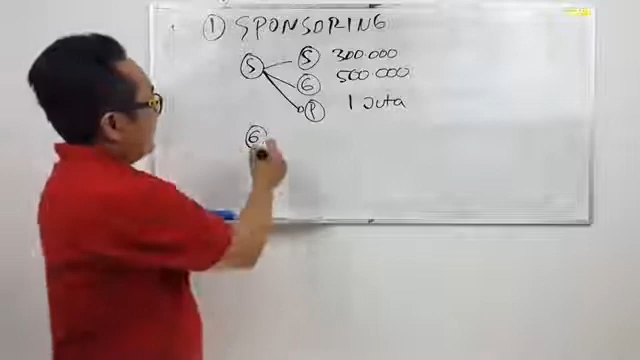 1 SPONSORING
S S 300.000
G 500.000
P 1 Juta
G